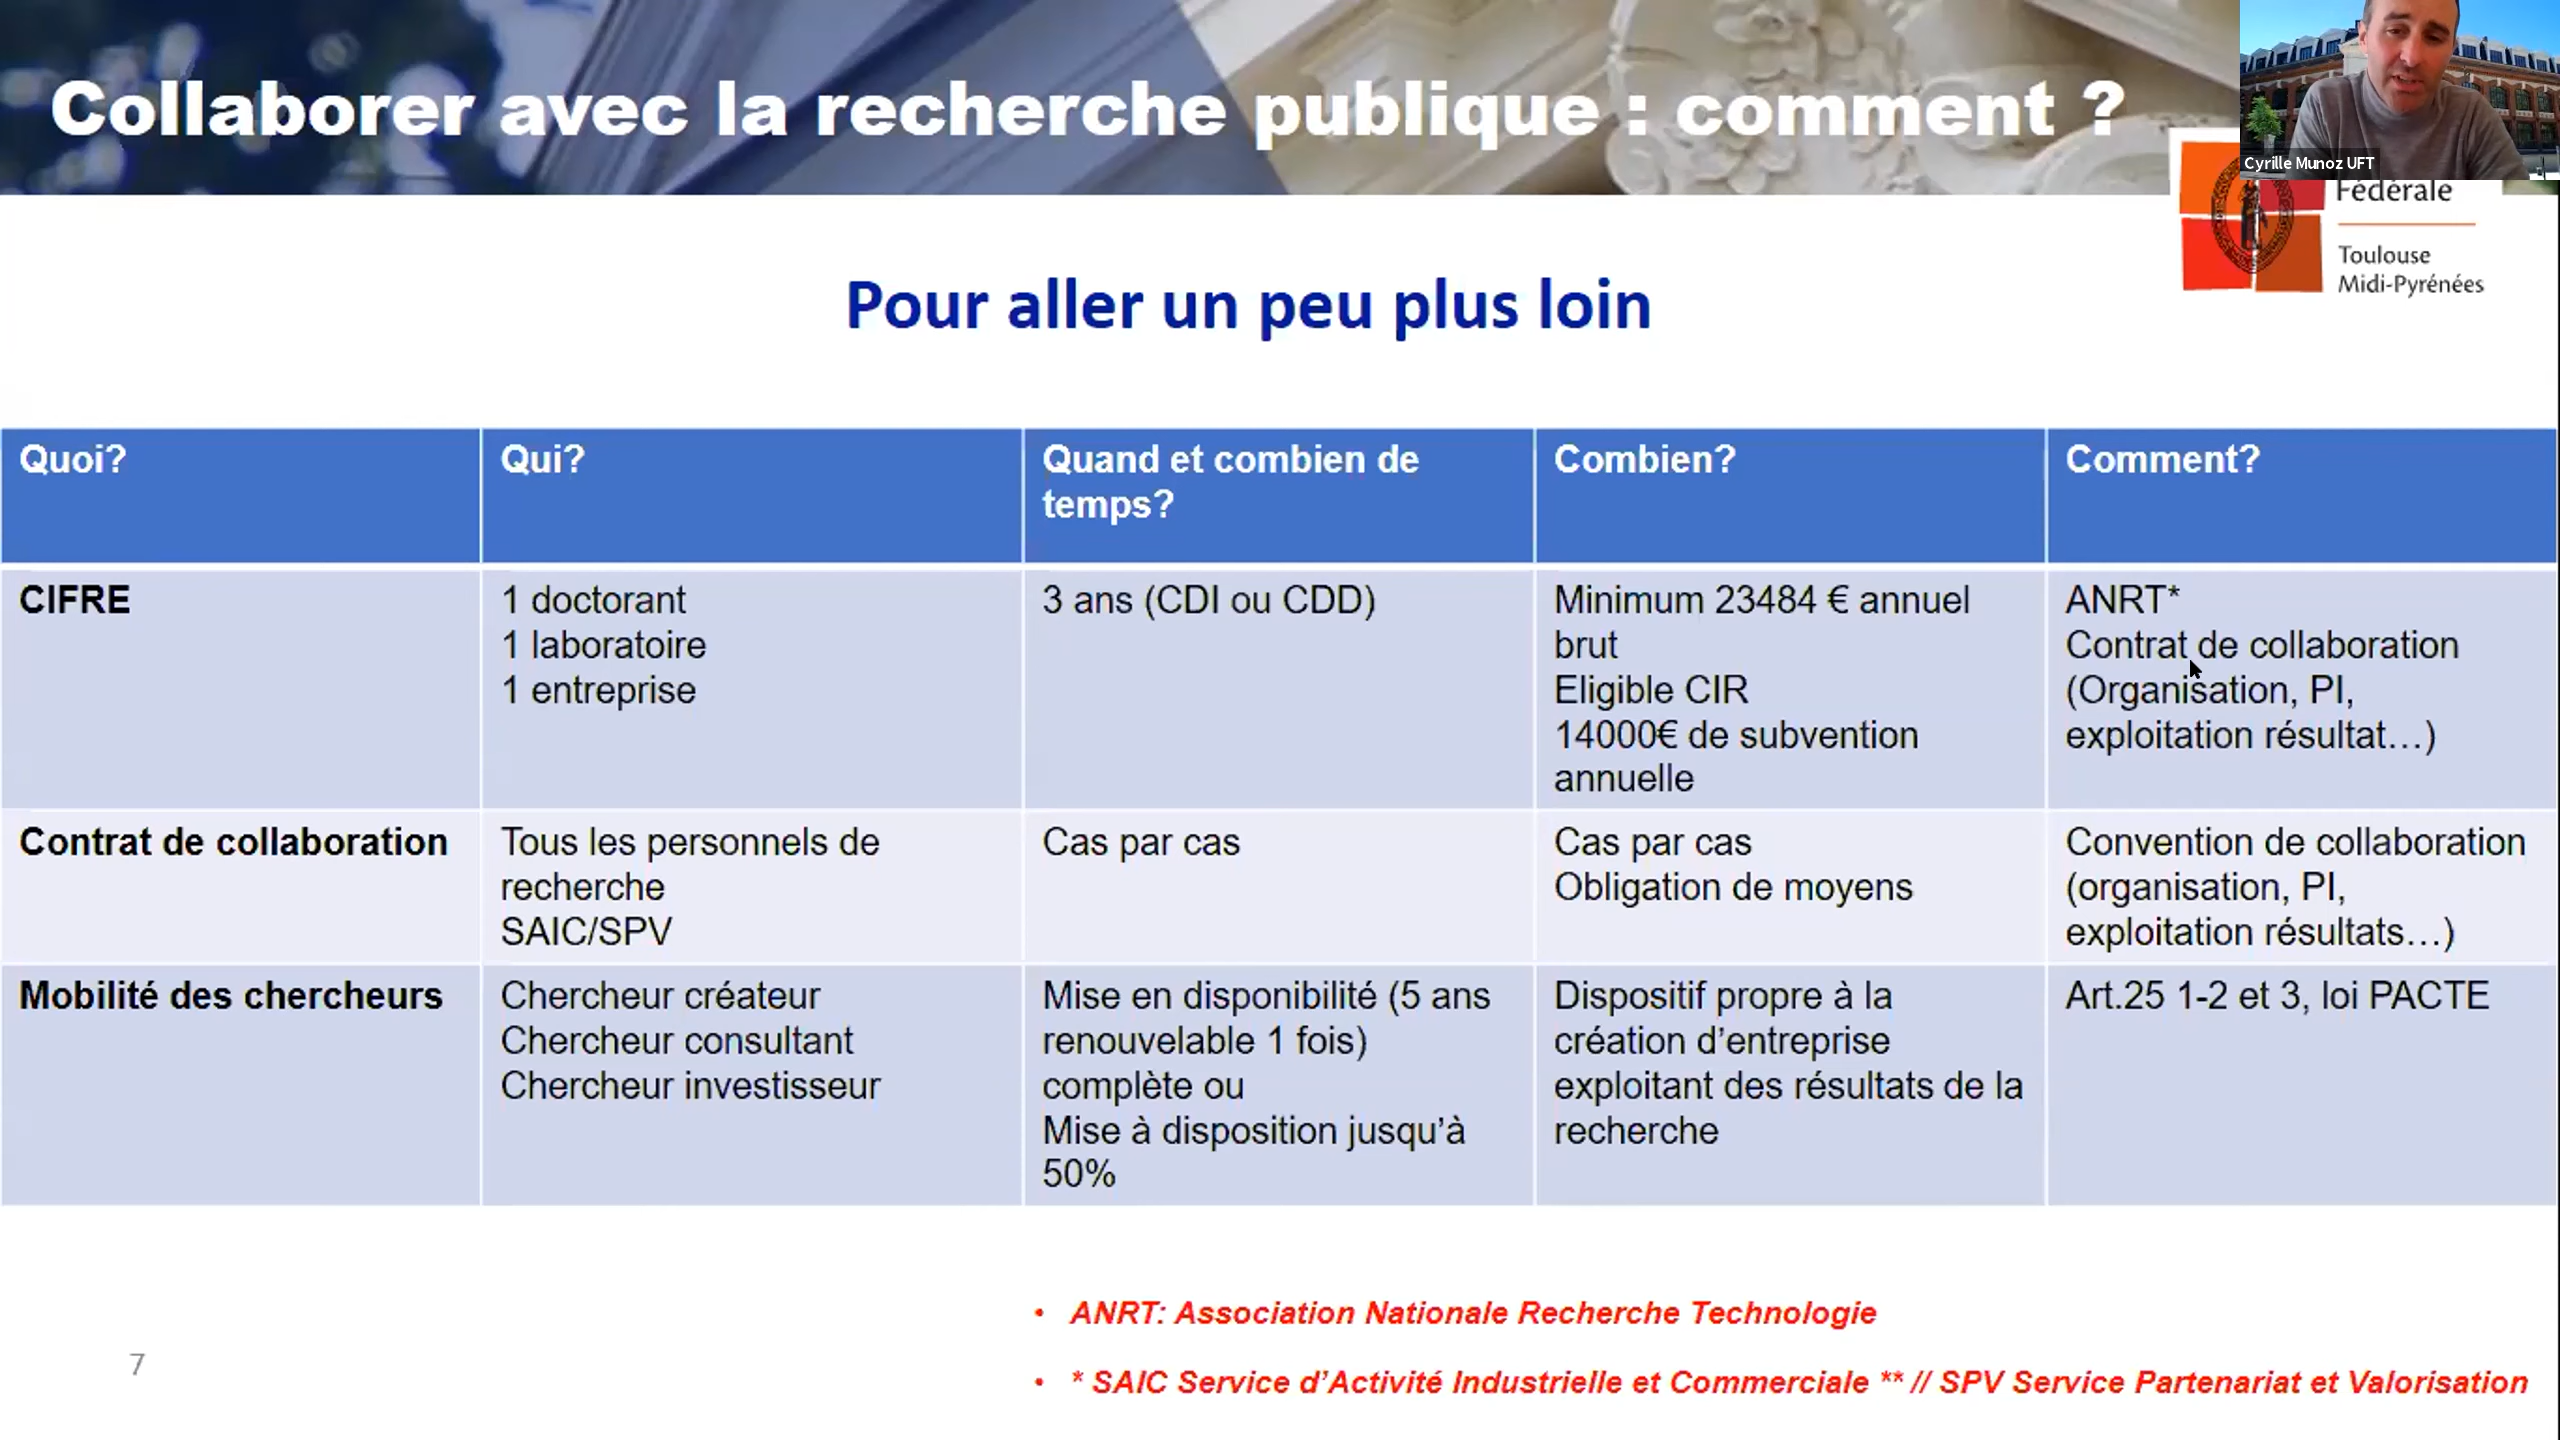 Collaborer avec la recherche publique : comment ?
Cyrille Munoz UFT
Fédérale
Toulouse
Midi-Pyrénées
Pour aller un peu plus loin
Quoi?
Qui?
Quand et combien de
temps?
Combien?
Comment?
CIFRE
1 doctorant
1 laboratoire
1 entreprise
3 ans (CDI ou CDD)
Minimum 23484 € annuel
brut
Eligible CIR
14000€ de subvention
annuelle
ANRT*
Contrat de collaboration
(Organisation, PI,
exploitation résultat…)
Contrat de collaboration
Tous les personnels de
recherche
SAIC/SPV
Cas par cas
Cas par cas
Obligation de moyens
Convention de collaboration
(organisation, PI,
exploitation résultats…)
Mobilité des chercheurs
Chercheur créateur
Chercheur consultant
Chercheur investisseur
Mise en disponibilité (5 ans
renouvelable 1 fois)
complète ou
Mise à disposition jusqu’à
50%
Dispositif propre à la
création d’entreprise
exploitant des résultats de la
recherche
Art.25 1-2 et 3, loi PACTE
• ANRT: Association Nationale Recherche Technologie
• * SAIC Service d’Activité Industrielle et Commerciale ** // SPV Service Partenariat et Valorisation
7